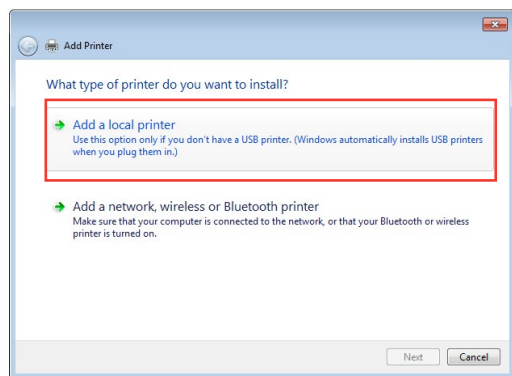 Add Printer
What type of printer do you want to install?
Add a local printer
Use this option only if you don't have a USB printer. (Windows automatically installs USB printers
when you plug them in.)
Add a network, wireless or Bluetooth printer
Make sure that your computer is connected to the network, or that your Bluetooth or wireless
printer is turned on.
Next Cancel